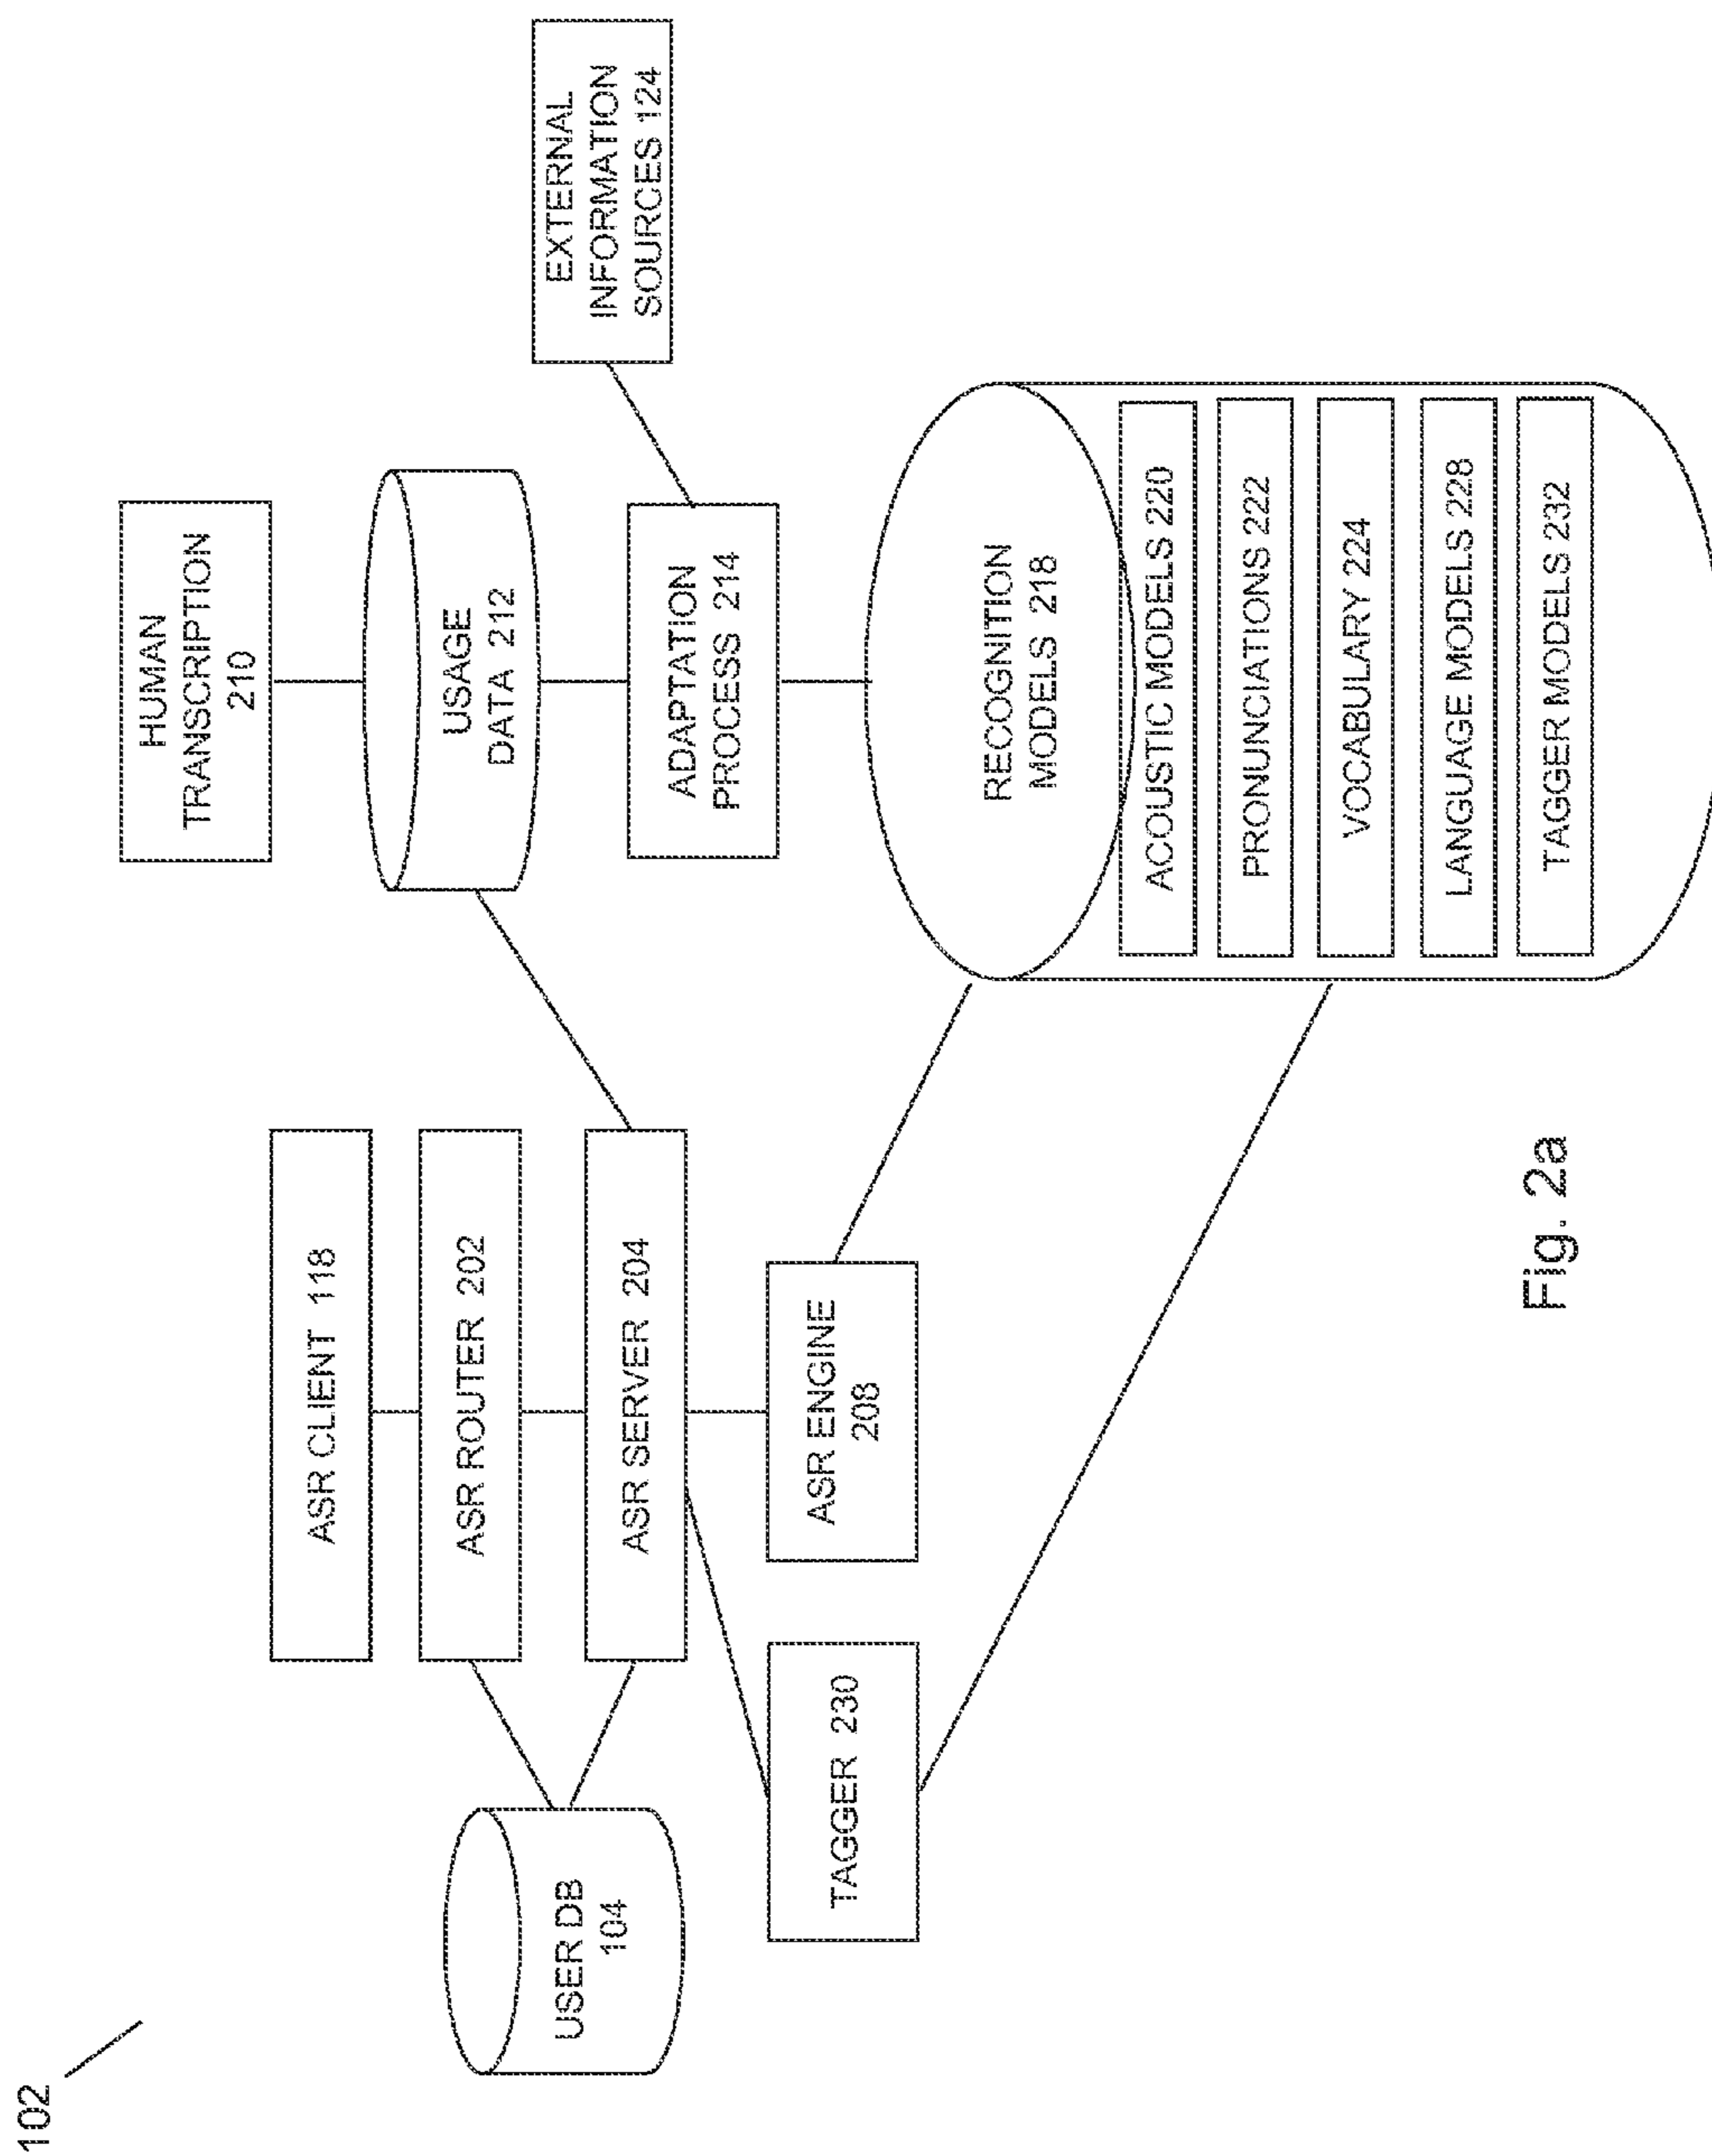 102
USER DB
104
ASR CLIENT 118
ASR ROUTER 202
ASR SERVER 204
TAGGER 230
ASR ENGINE
208
HUMAN
TRANSCRIPTION
210
USAGE
DATA 212
ADAPTATION
PROCESS 214
EXTERNAL
INFORMATION
SOURCES 124
RECOGNITION
MODELS 218
ACOUSTIC MODELS 220
PRONUNCIATIONS 222
VOCABULARY 224
LANGUAGE MODELS 228
TAGGER MODELS 232
Fig. 2a